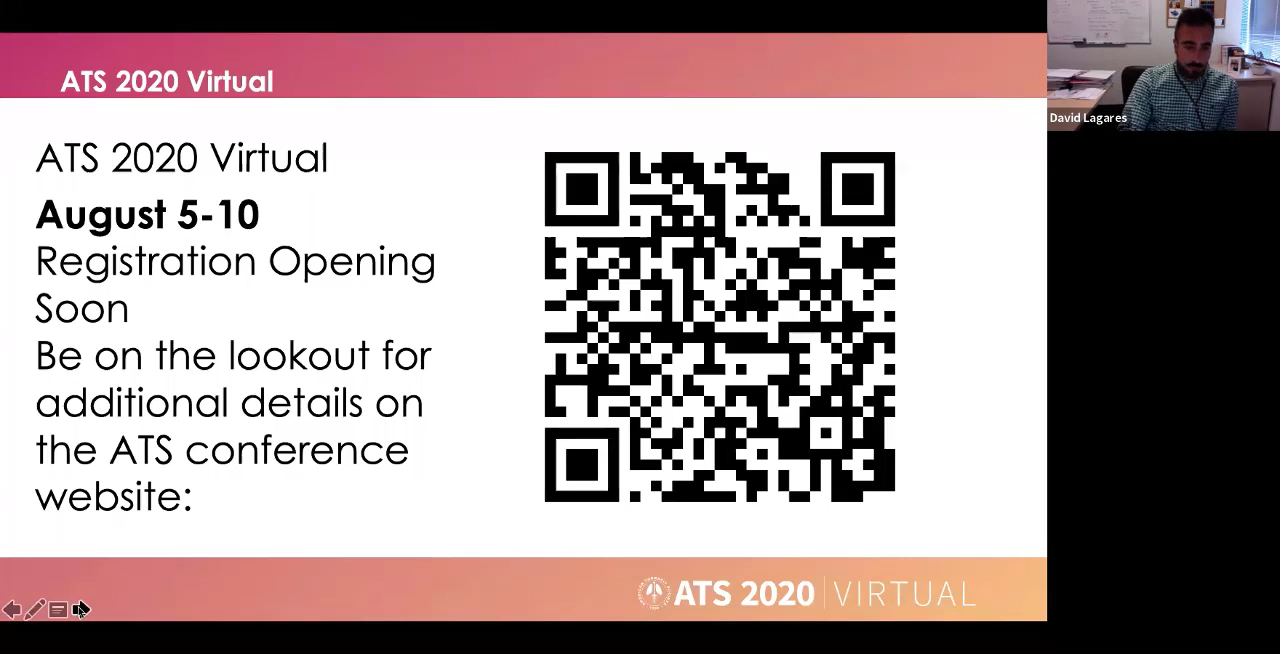 ATS 2020 Virtual
David Lagares
ATS 2020 Virtual
August 5-10
Registration Opening
Soon
Be on the lookout for
additional details on
the ATS conference
website:
ATS 2020 VIRTUAL